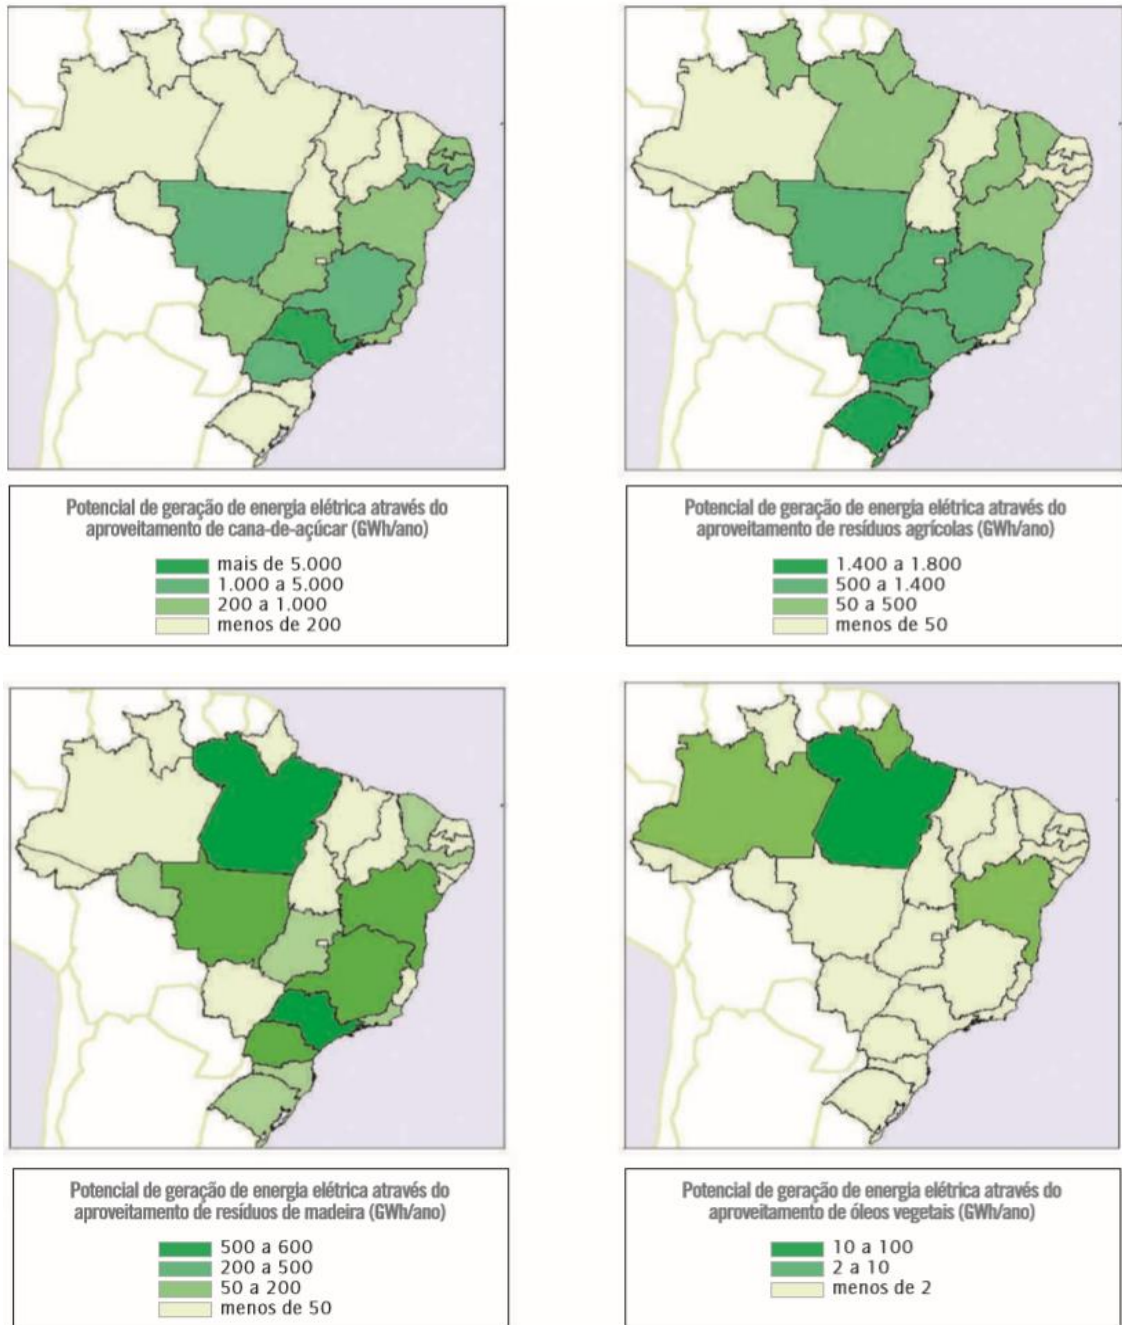 Potencial de geração de energia elétrica através do
aproveitamento de cana-de-açúcar (GWh/ano)
mais de 5.000
1.000 a 5.000
200 a 1.000
menos de 200
Potencial de geração de energia elétrica através do
aproveitamento de resíduos agrícolas (GWh/ano)
1.400 a 1.800
500 a 1.400
50 a 500
menos de 50
Potencial de geração de energia elétrica através do
aproveitamento de resíduos de madeira (GWh/ano)
500 a 600
200 a 500
50 a 200
menos de 50
Potencial de geração de energia elétrica através do
aproveitamento de óleos vegetais (GWh/ano)
10 a 100
2 a 10
menos de 2